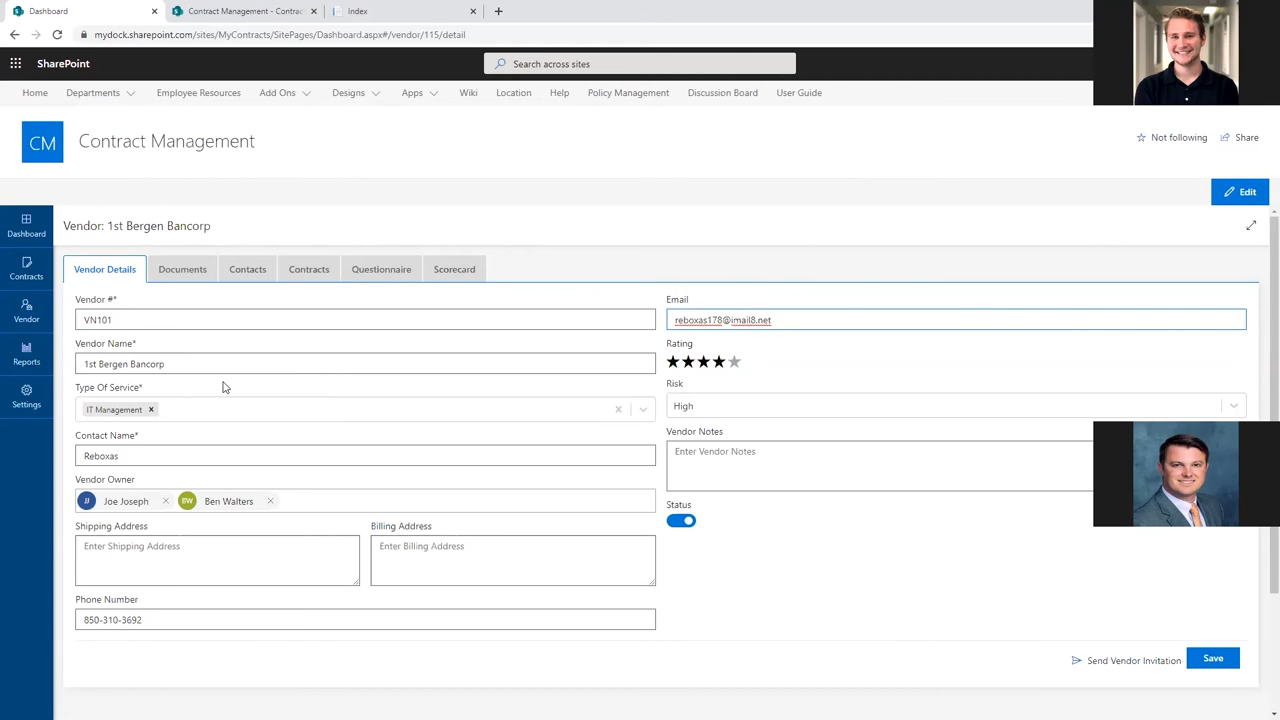 Dashboard
Contract Management - Contrac
Index
mydock.sharepoint.com/sites/MyContracts/SitePages/Dashboard.aspx#/vendor/115/detail
SharePoint
Search across sites
Home Departments Employee Resources Add Ons Designs Apps Wiki Location Help Policy Management Discussion Board User Guide
CM
Contract Management
Not following
Share
Edit
Dashboard
Contracts
Vendor
Reports
Settings
Vendor: 1st Bergen Bancorp
Vendor Details Documents Contacts Contracts Questionnaire Scorecard
Vendor #*
VN101
Vendor Name*
1st Bergen Bancorp
Type Of Service*
IT Management
Contact Name*
Reboxas
Vendor Owner
JJ Joe Joseph BW Ben Walters
Shipping Address
Enter Shipping Address
Billing Address
Enter Billing Address
Phone Number
850-310-3692
Email
reboxas178@imail8.net
Rating
Risk
High
Vendor Notes
Enter Vendor Notes
Status
Send Vendor Invitation
Save